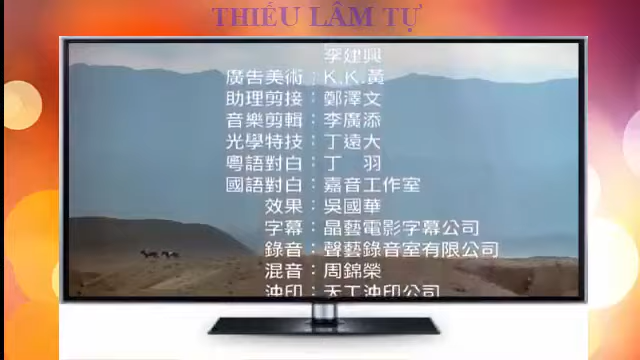 THIẾU LÂM TỰ
李建興
廣告美術：K.K.黃
助理剪接：鄭澤文
音樂剪輯：李廣添
光學特技：丁遠大
粵語對白：丁　羽
國語對白：嘉音工作室
效果：吳國華
字幕：晶藝電影字幕公司
錄音：聲藝錄音室有限公司
混音：周錦榮
沖印：天工沖印公司